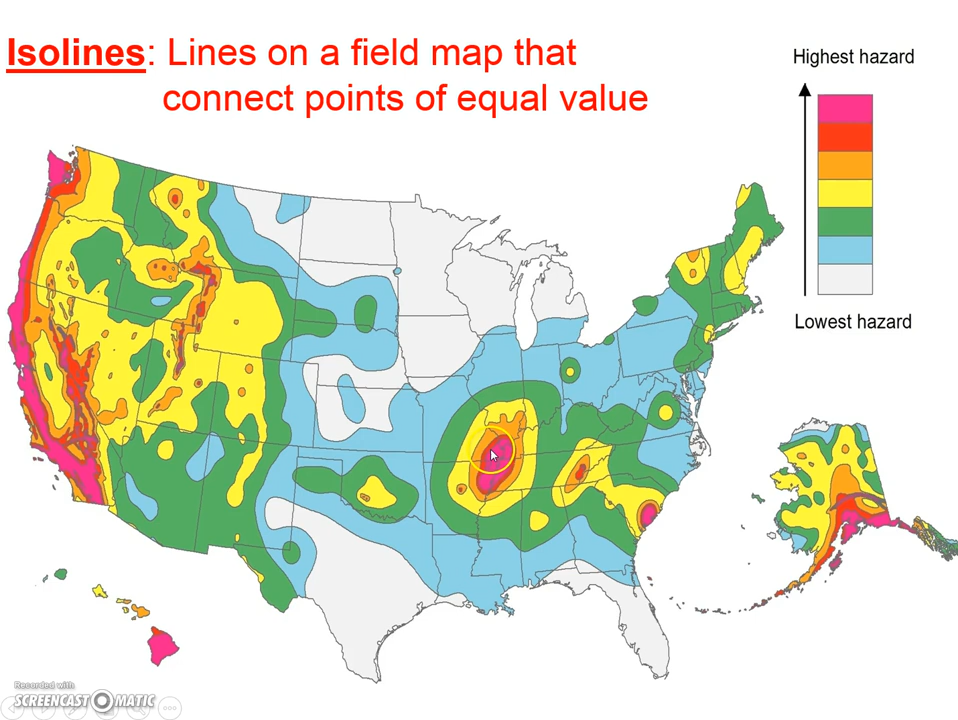 Isolines: Lines on a field map that
connect points of equal value
Highest hazard
Lowest hazard
Recorded with
SCREENCAST MATIC